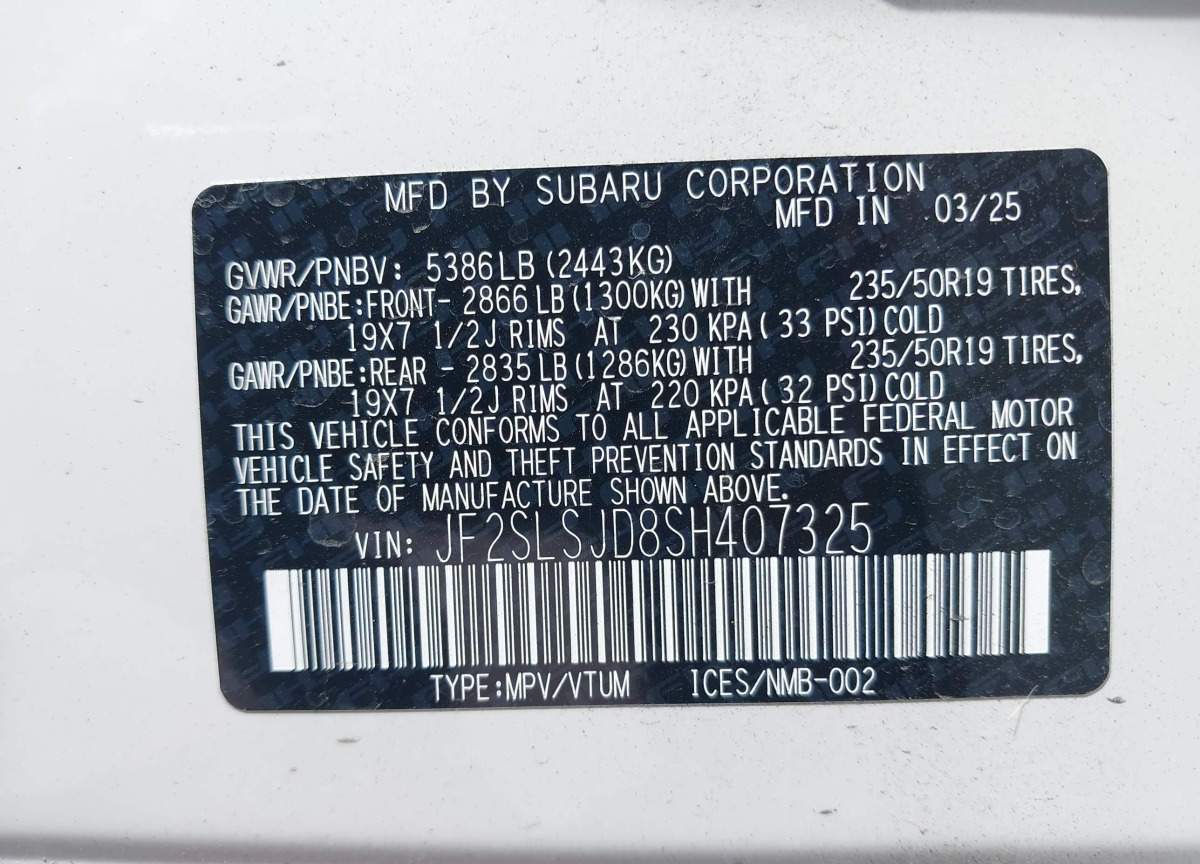 MFD BY SUBARU CORPORATION
MFD IN 03/25
GVWR/PNBV: 5386LB (2443KG)
GAWR/PNBE:FRONT- 2866 LB (1300KG) WITH 235/50R19 TIRES,
19X7 1/2J RIMS AT 230 KPA ( 33 PSI) COLD
GAWR/PNBE:REAR - 2835 LB (1286KG) WITH 235/50R19 TIRES,
19X7 1/2J RIMS AT 220 KPA ( 32 PSI) COLD
THIS VEHICLE CONFORMS TO ALL APPLICABLE FEDERAL MOTOR
VEHICLE SAFETY AND THEFT PREVENTION STANDARDS IN EFFECT ON
THE DATE OF MANUFACTURE SHOWN ABOVE.
VIN: JF2SLSJD8SH407325
TYPE:MPV/VTUM ICES/NMB-002